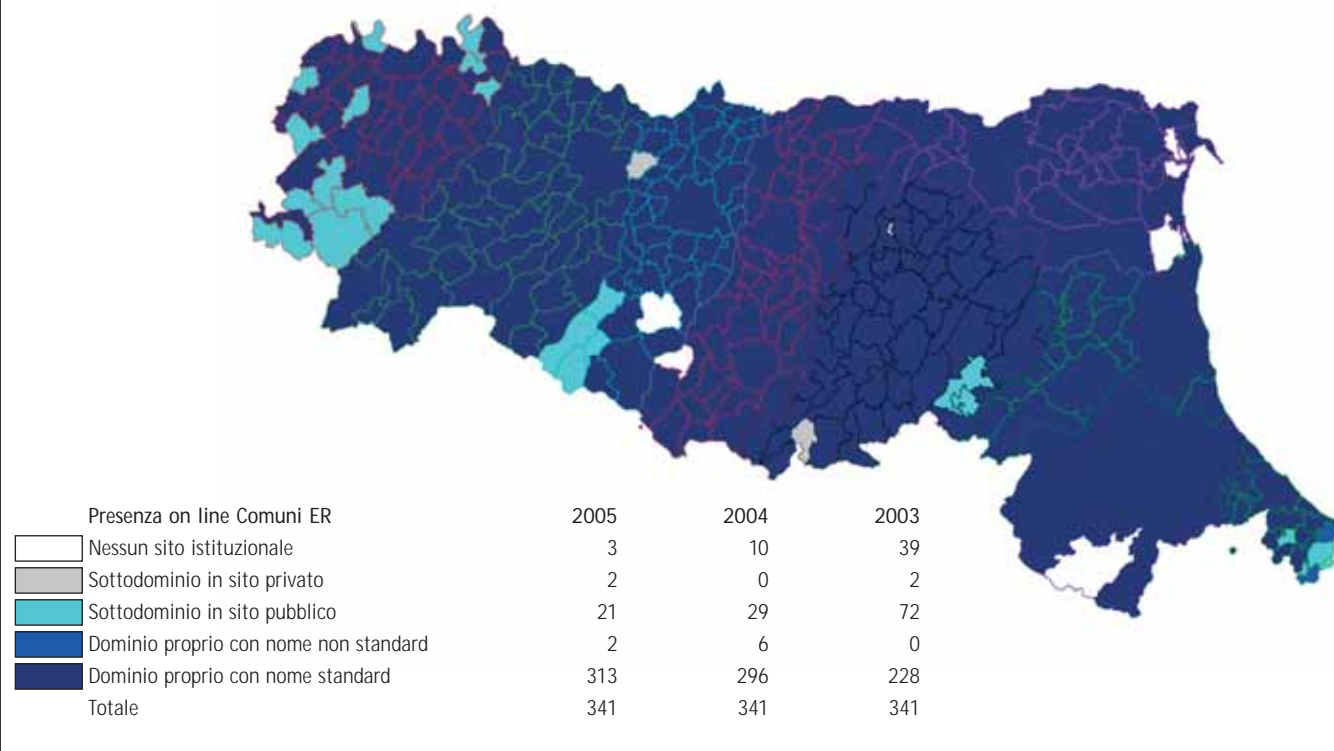 Presenza on line Comuni ER 2005 2004 2003
Nessun sito istituzionale 3 10 39
Sottodominio in sito privato 2 0 2
Sottodominio in sito pubblico 21 29 72
Dominio proprio con nome non standard 2 6 0
Dominio proprio con nome standard 313 296 228
Totale 341 341 341